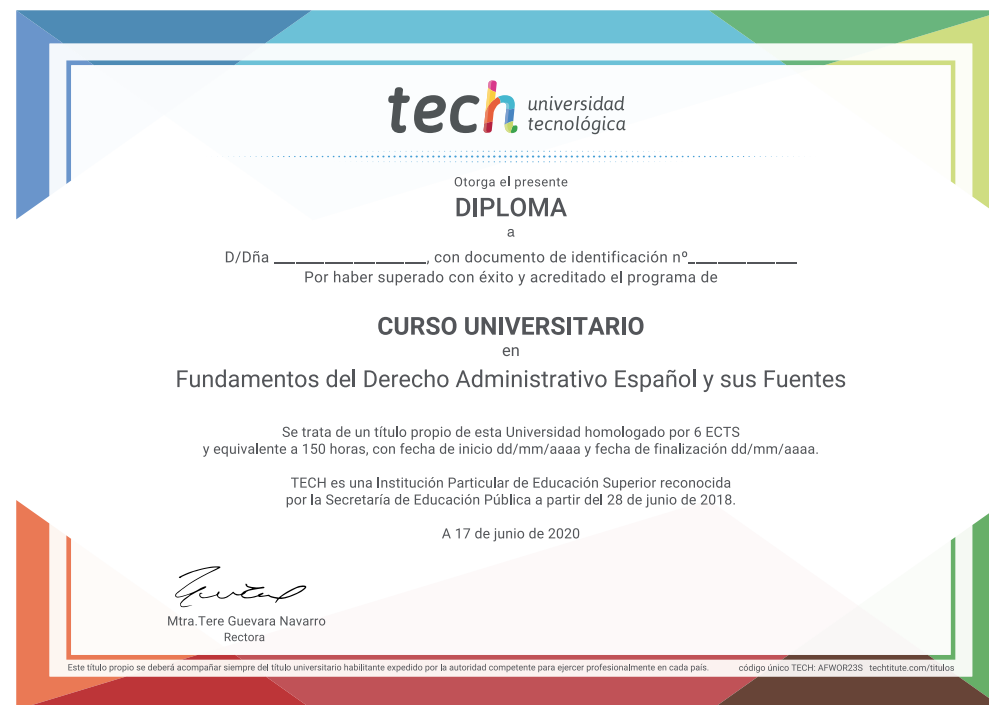 tech universidad
tecnológica
Otorga el presente
DIPLOMA
a
D/Dña ____________________, con documento de identificación nº______________
Por haber superado con éxito y acreditado el programa de
CURSO UNIVERSITARIO
en
Fundamentos del Derecho Administrativo Español y sus Fuentes
Se trata de un título propio de esta Universidad homologado por 6 ECTS
y equivalente a 150 horas, con fecha de inicio dd/mm/aaaa y fecha de finalización dd/mm/aaaa.
TECH es una Institución Particular de Educación Superior reconocida
por la Secretaría de Educación Pública a partir del 28 de junio de 2018.
A 17 de junio de 2020
Mtra.Tere Guevara Navarro
Rectora
Este título propio se deberá acompañar siempre del título universitario habilitante expedido por la autoridad competente para ejercer profesionalmente en cada país. código único TECH: AFWOR23S techtitute.com/titulos